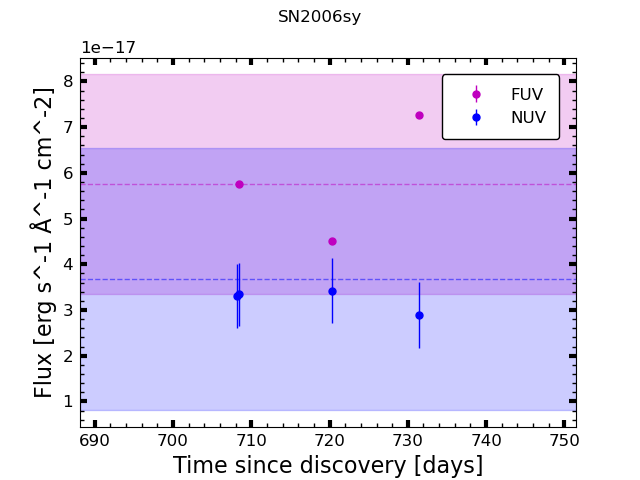 SN2006sy
1e−17
FUV
NUV
8
7
6
5
4
3
2
1
Flux [erg s^-1 Å^-1 cm^-2]
690 700 710 720 730 740 750
Time since discovery [days]